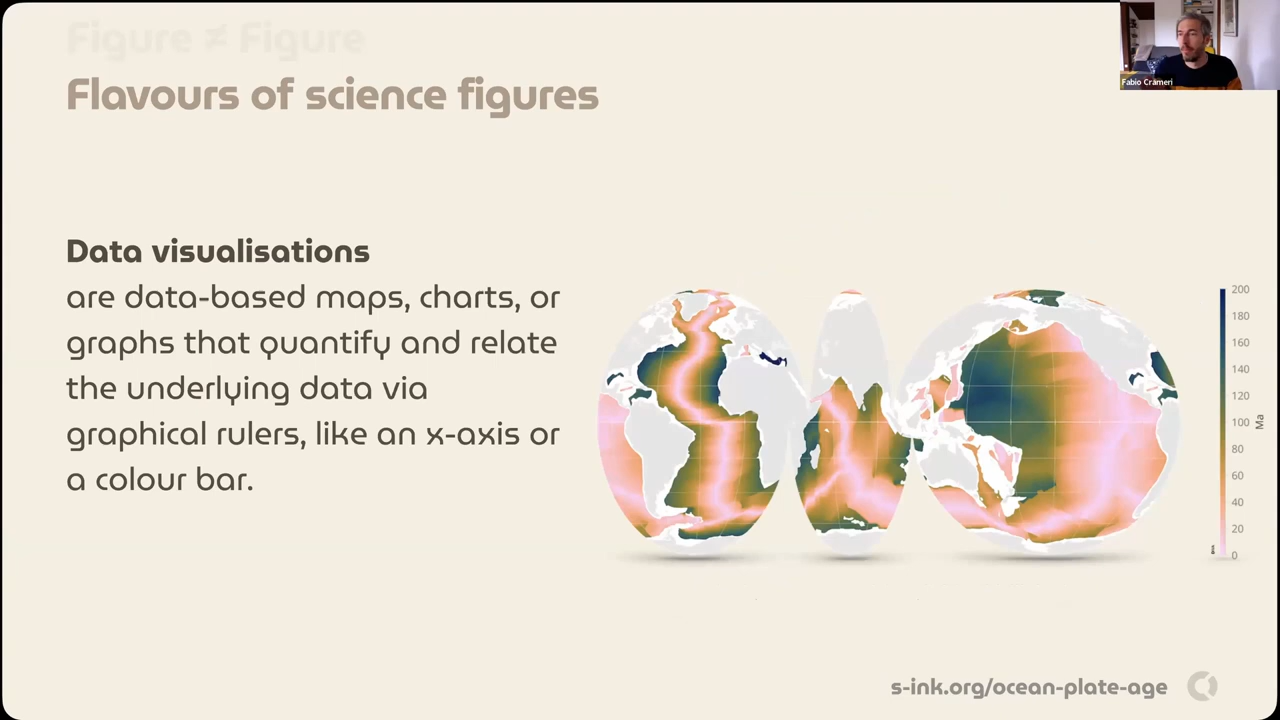 Figure ≠ Figure
Flavours of science figures
Fabio Crameri
Data visualisations
are data-based maps, charts, or
graphs that quantify and relate
the underlying data via
graphical rulers, like an x-axis or
a colour bar.
200
180
160
140
120
100
80
60
40
20
0
Ma
s-ink.org/ocean-plate-age